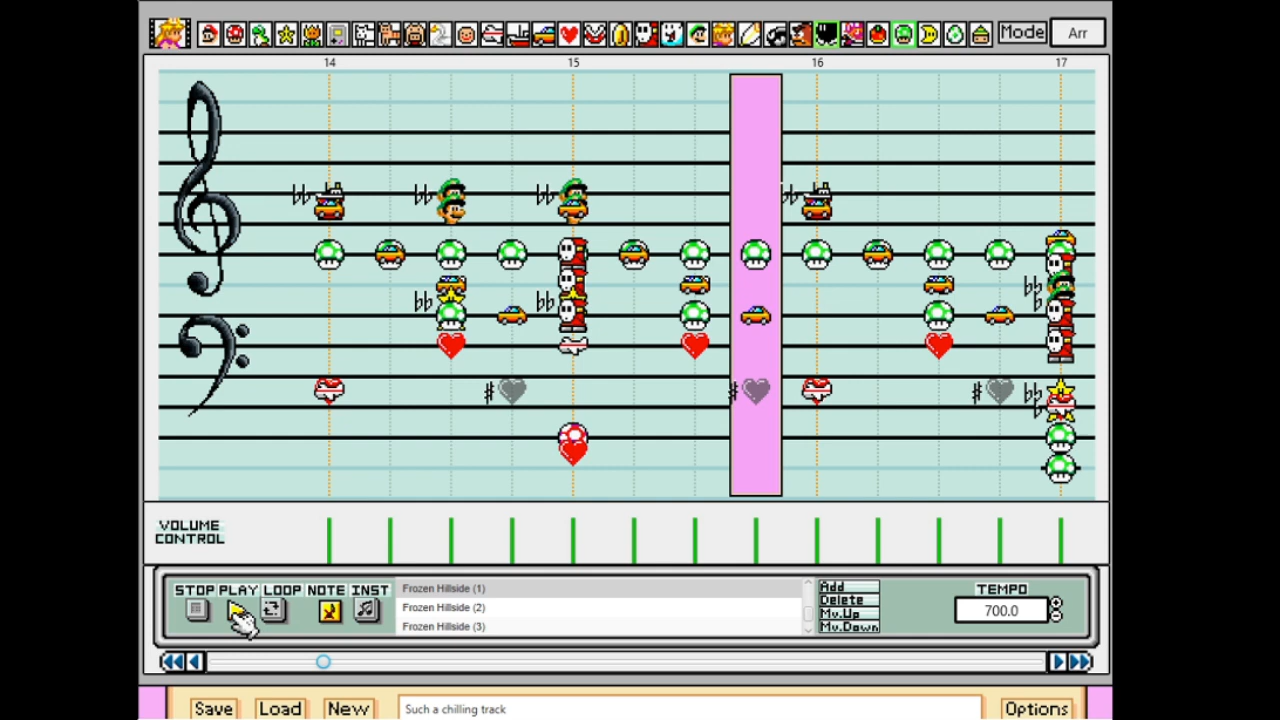 Mode Arr
14 15 16 17
VOLUME
CONTROL
STOP PLAY LOOP NOTE INST
Frozen Hillside (1)
Frozen Hillside (2)
Frozen Hillside (3)
Add
Delete
Mv.Up
Mv.Down
TEMPO
700.0
Save Load New Such a chilling track Options